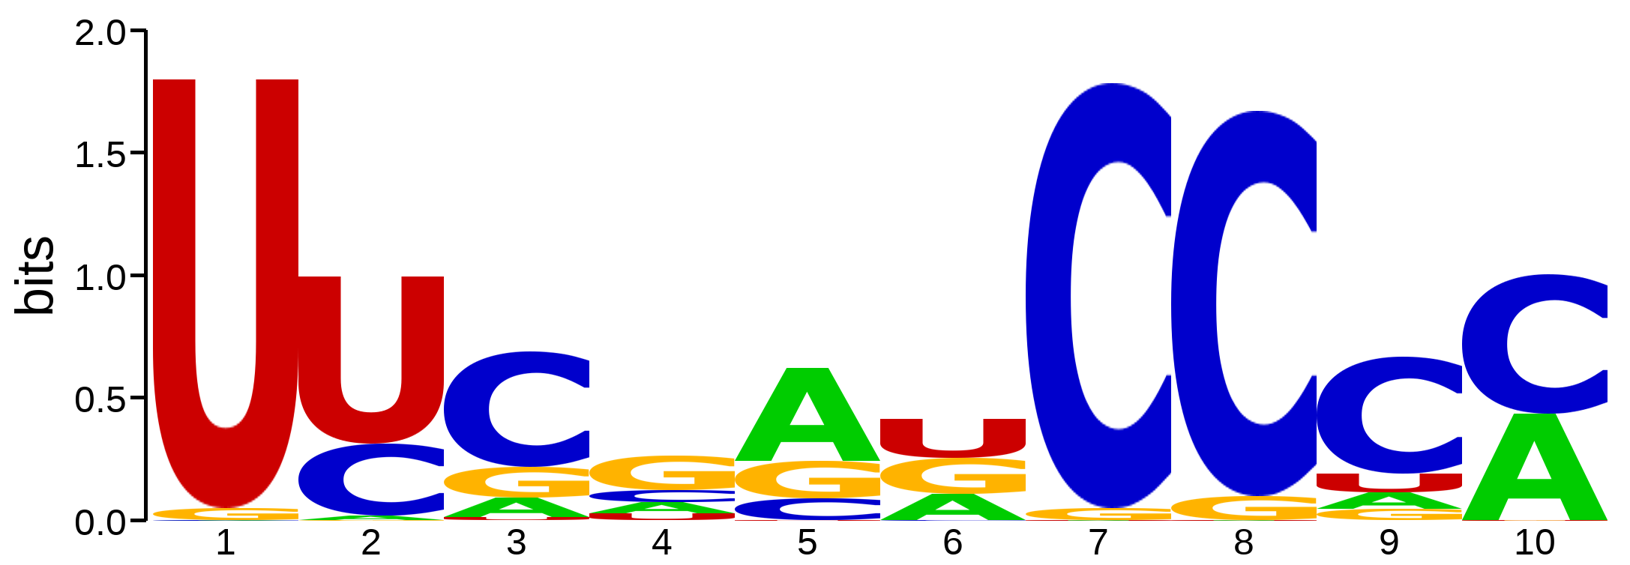 2.0
1.5
1.0
0.5
0.0
bits
U U C G A U C C C C
G C G C G G G G U A
A A A C A A
U U G
1 2 3 4 5 6 7 8 9 10